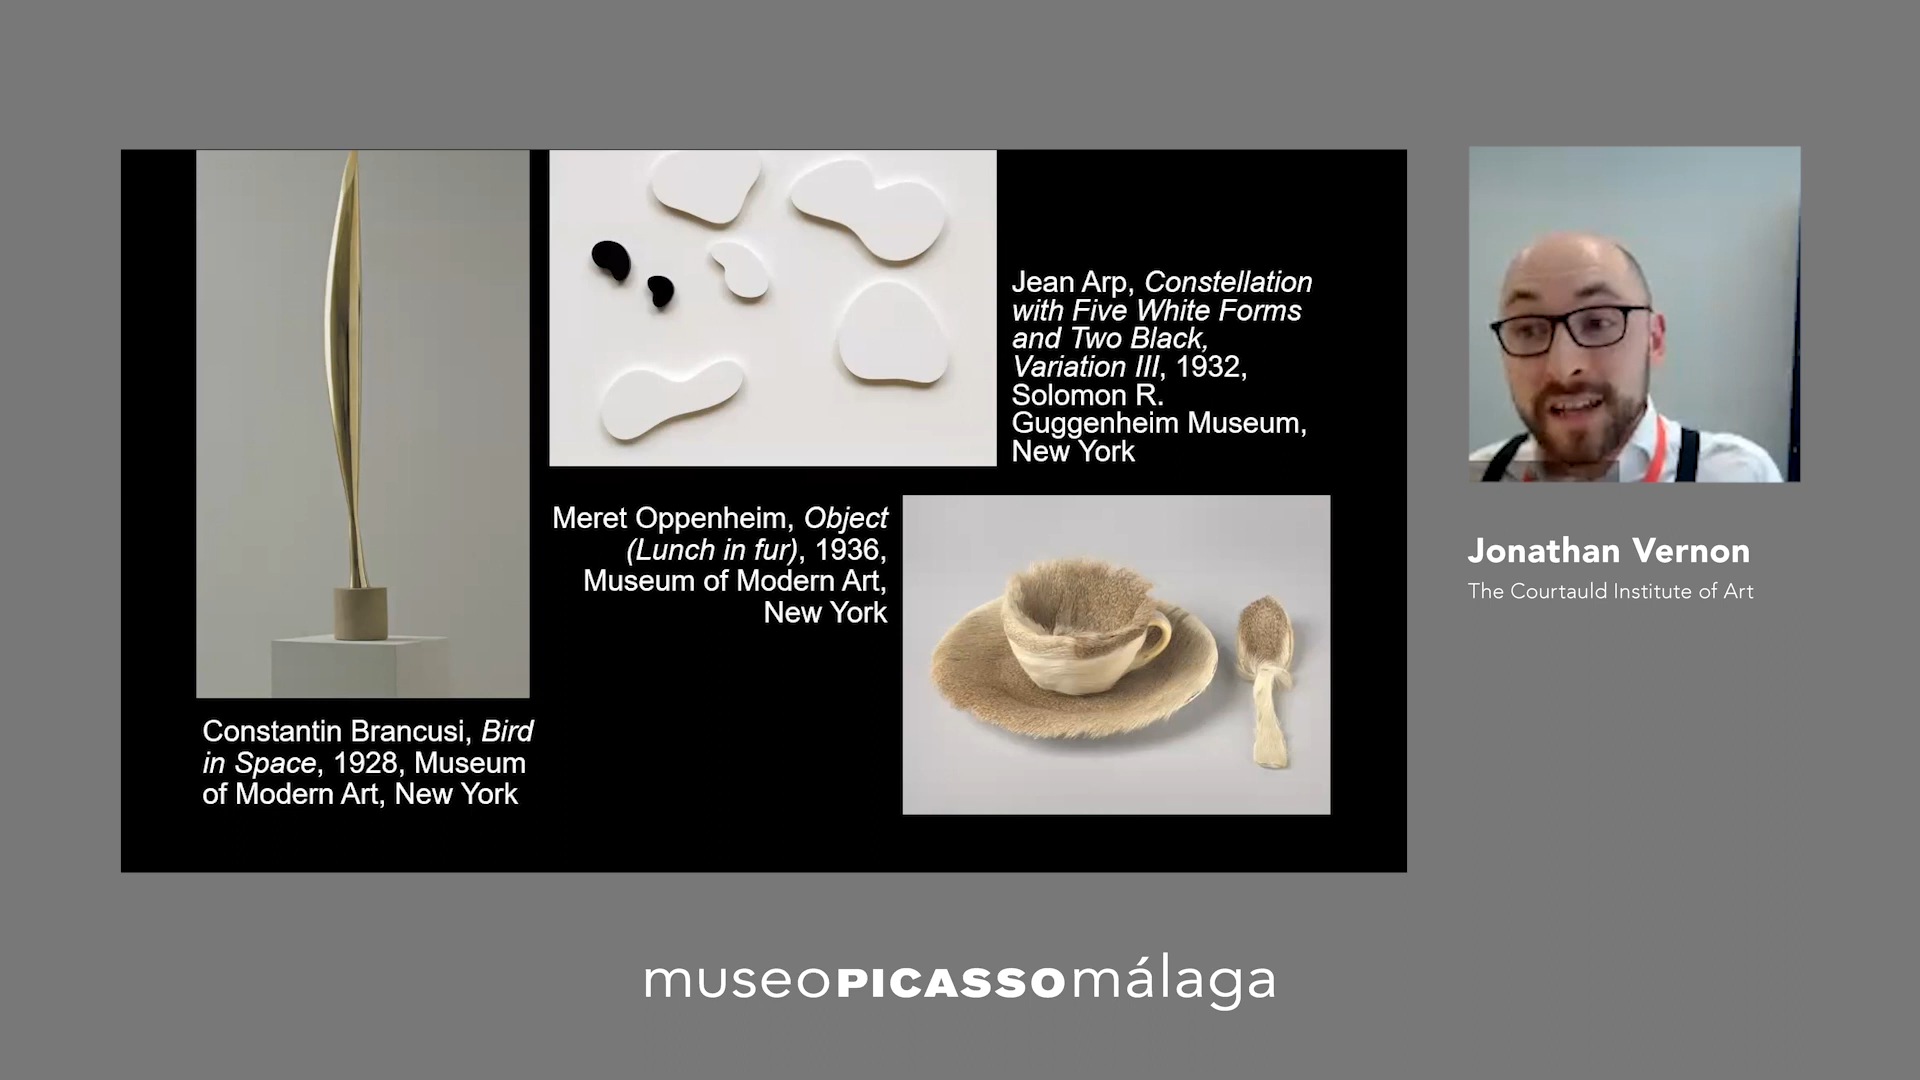 Jean Arp, Constellation
with Five White Forms
and Two Black,
Variation III, 1932,
Solomon R.
Guggenheim Museum,
New York
Meret Oppenheim, Object
(Lunch in fur), 1936,
Museum of Modern Art,
New York
Constantin Brancusi, Bird
in Space, 1928, Museum
of Modern Art, New York
Jonathan Vernon
The Courtauld Institute of Art
museoPICASSOmálaga